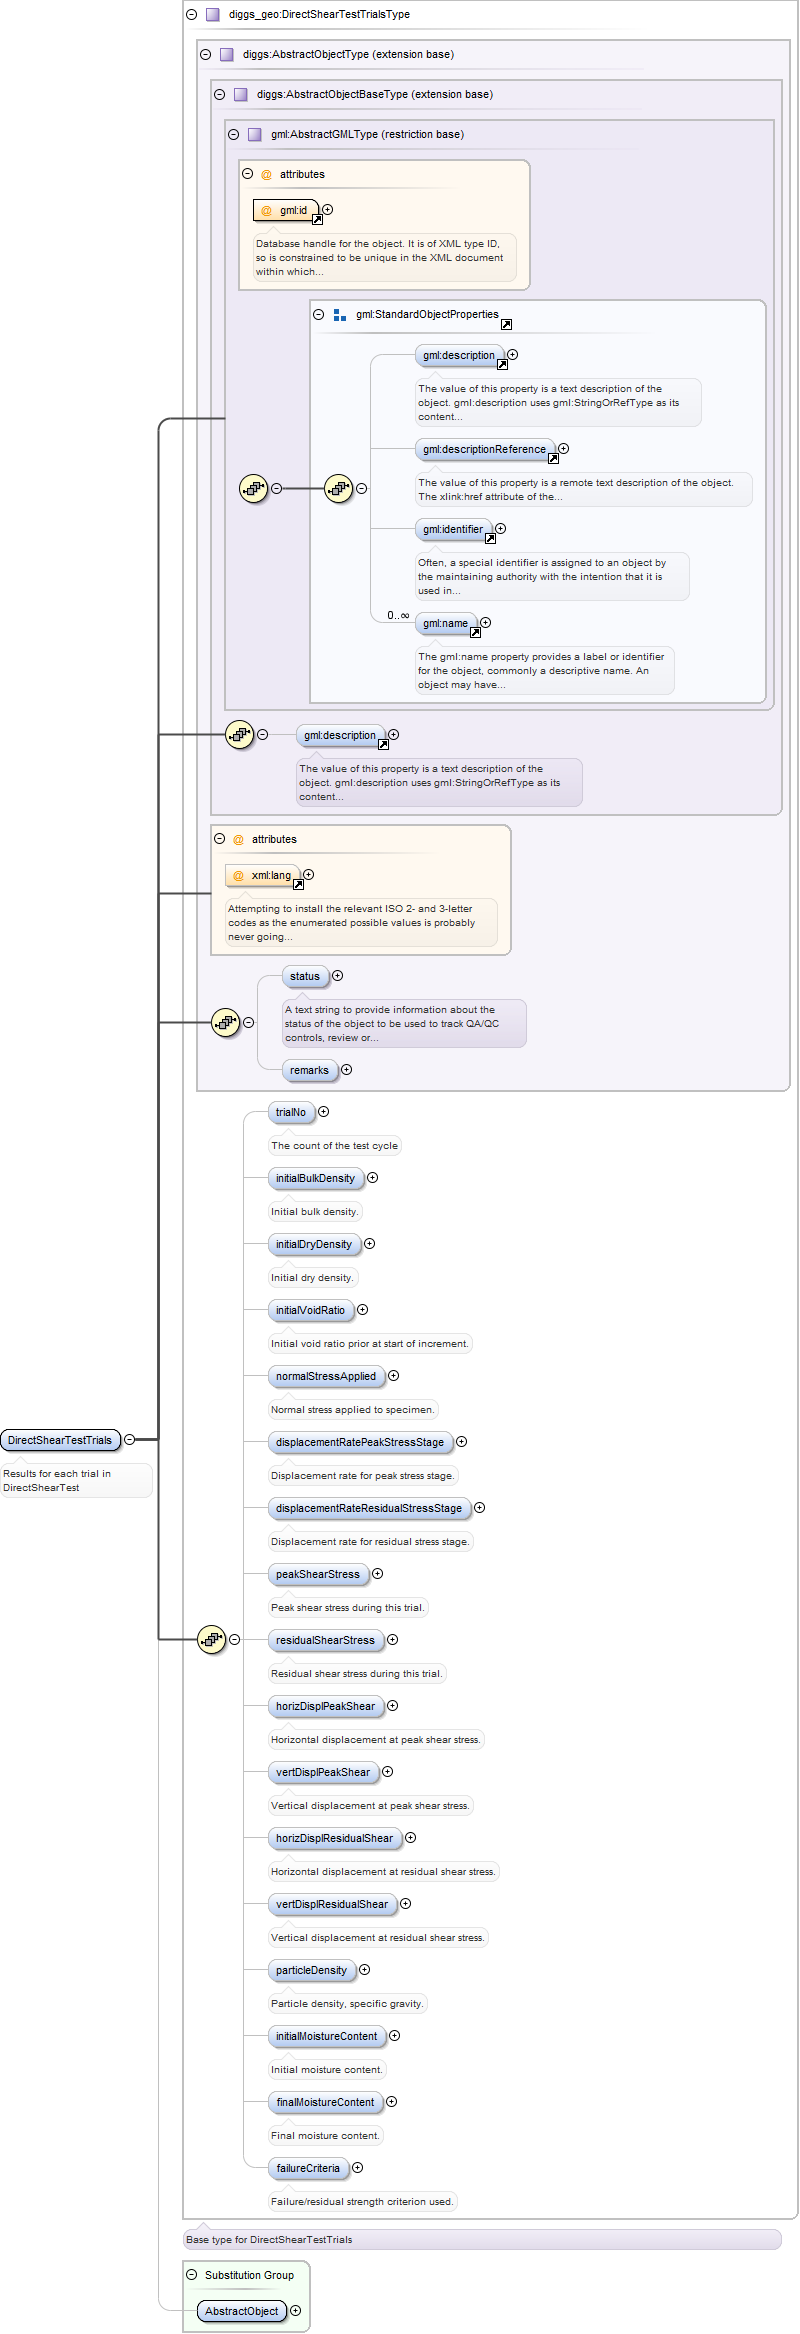 diggs_geo:DirectShearTestTrialsType
diggs:AbstractObjectType (extension base)
diggs:AbstractObjectBaseType (extension base)
gml:AbstractGMLType (restriction base)
@ attributes
@ gml:id
Database handle for the object. It is of XML type ID,
so is constrained to be unique in the XML document
within which...
gml:StandardObjectProperties
gml:description
The value of this property is a text description of the
object. gml:description uses gml:StringOrRefType as its
content...
gml:descriptionReference
The value of this property is a remote text description of the object.
The xlink:href attribute of the...
gml:identifier
Often, a special identifier is assigned to an object by
the maintaining authority with the intention that it is
used in...
0..∞
gml:name
The gml:name property provides a label or identifier
for the object, commonly a descriptive name. An
object may have...
gml:description
The value of this property is a text description of the
object. gml:description uses gml:StringOrRefType as its
content...
@ attributes
@ xml:lang
Attempting to install the relevant ISO 2- and 3-letter
codes as the enumerated possible values is probably
never going...
status
A text string to provide information about the
status of the object to be used to track QA/QC
controls, review or...
remarks
trialNo
The count of the test cycle
initialBulkDensity
Initial bulk density.
initialDryDensity
Initial dry density.
initialVoidRatio
Initial void ratio prior at start of increment.
normalStressApplied
Normal stress applied to specimen.
displacementRatePeakStressStage
Displacement rate for peak stress stage.
DirectShearTestTrials
Results for each trial in
DirectShearTest
displacementRateResidualStressStage
Displacement rate for residual stress stage.
peakShearStress
Peak shear stress during this trial.
residualShearStress
Residual shear stress during this trial.
horizDisplPeakShear
Horizontal displacement at peak shear stress.
vertDisplPeakShear
Vertical displacement at peak shear stress.
horizDisplResidualShear
Horizontal displacement at residual shear stress.
vertDisplResidualShear
Vertical displacement at residual shear stress.
particleDensity
Particle density, specific gravity.
initialMoistureContent
Initial moisture content.
finalMoistureContent
Final moisture content.
failureCriteria
Failure/residual strength criterion used.
Base type for DirectShearTestTrials
Substitution Group
AbstractObject